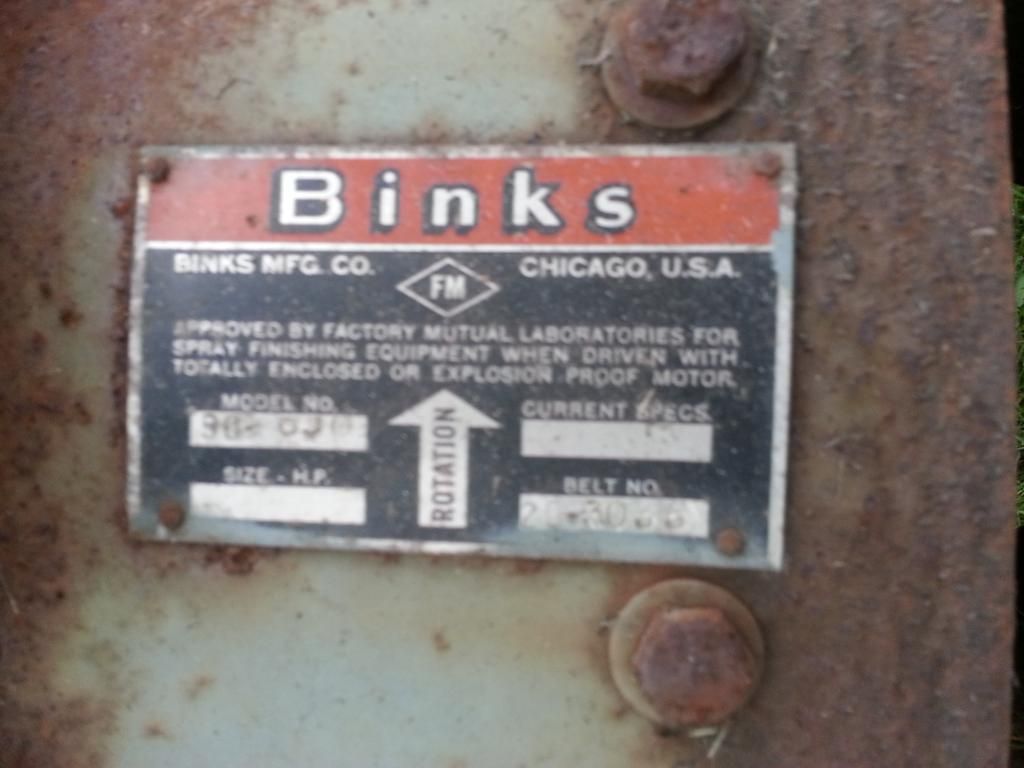 Binks
BINKS MFG. CO. FM CHICAGO, U.S.A.
APPROVED BY FACTORY MUTUAL LABORATORIES FOR
SPRAY FINISHING EQUIPMENT WHEN DRIVEN WITH
TOTALLY ENCLOSED OR EXPLOSION PROOF MOTOR.
MODEL NO.
CURRENT SPECS.
ROTATION
SIZE - H.P.
BELT NO.